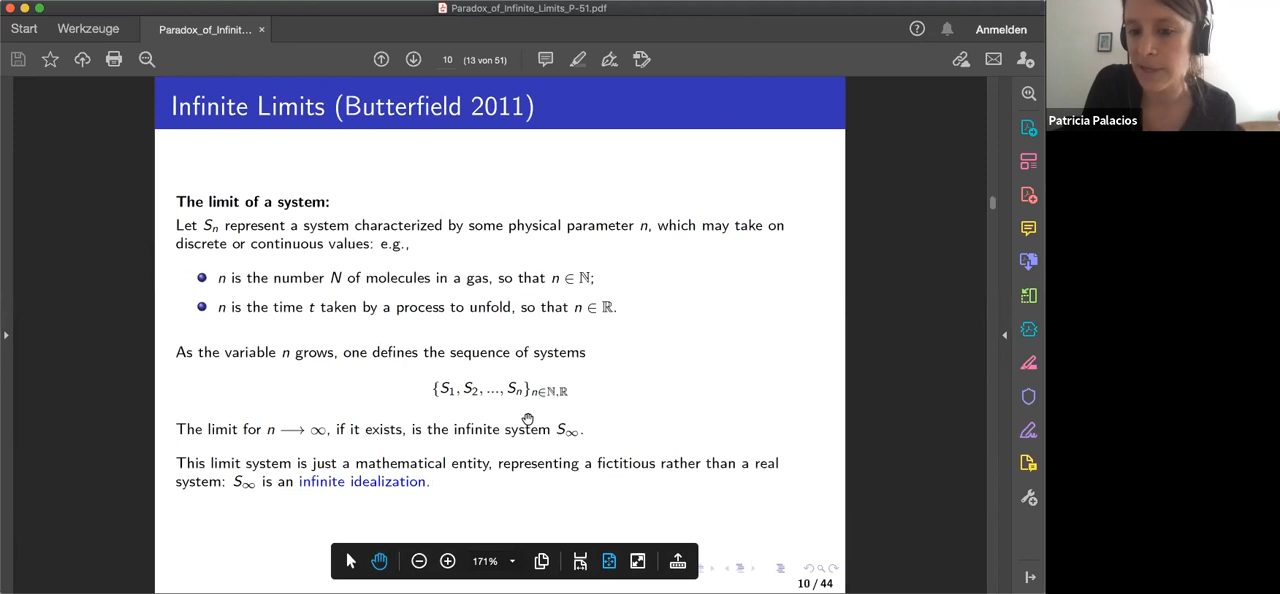 Paradox_of_Infinite_Limits_P-51.pdf
Start Werkzeuge Paradox_of_Infinit... × Anmelden
10 (13 von 51)
Patricia Palacios
Infinite Limits (Butterfield 2011)
The limit of a system:
Let Sₙ represent a system characterized by some physical parameter n, which may take on
discrete or continuous values: e.g.,
n is the number N of molecules in a gas, so that n ∈ ℕ;
n is the time t taken by a process to unfold, so that n ∈ ℝ.
As the variable n grows, one defines the sequence of systems
{S₁, S₂, ..., Sₙ}n∈ℕ,ℝ
The limit for n ⟶ ∞, if it exists, is the infinite system S∞.
This limit system is just a mathematical entity, representing a fictitious rather than a real
system: S∞ is an infinite idealization.
171%
10 / 44